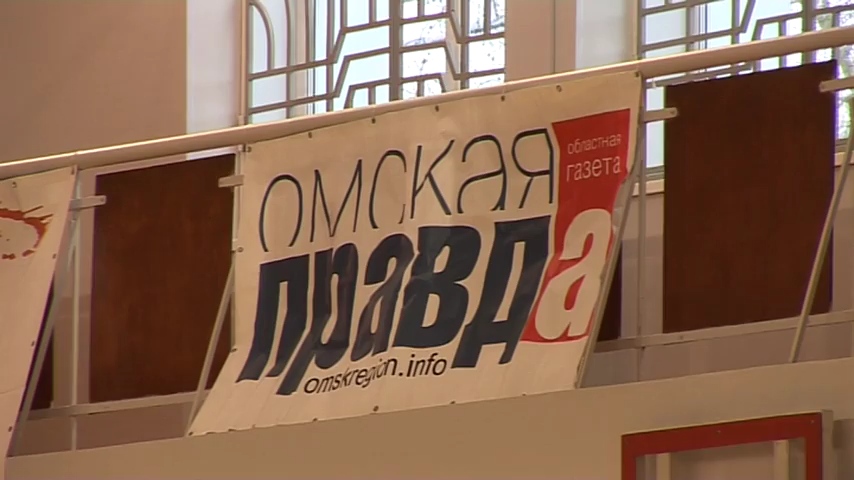 омская
областная
газета
правда
omskregion.info